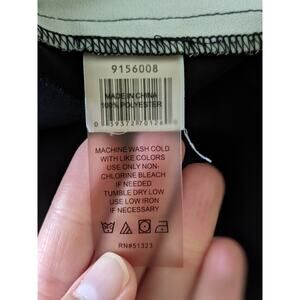 9156008
MADE IN CHINA
100% POLYESTER
MACHINE WASH COLD
WITH LIKE COLORS
USE ONLY NON-
CHLORINE BLEACH
IF NEEDED
TUMBLE DRY LOW
USE LOW IRON
IF NECESSARY
RN#51323